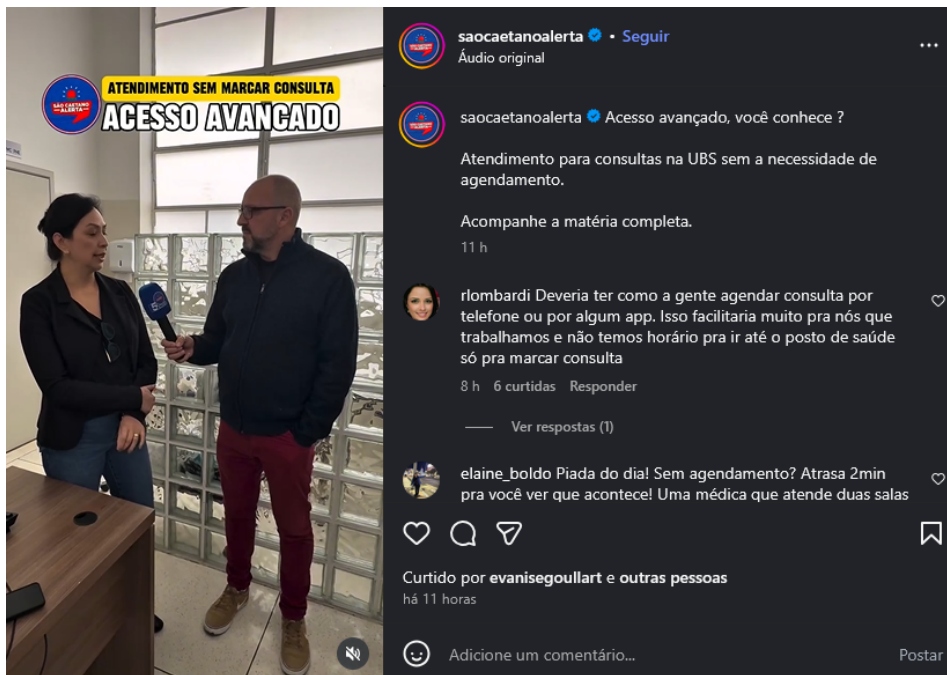 ATENDIMENTO SEM MARCAR CONSULTA
SÃO CAETANO
ALERTA
ACESSO AVANÇADO
saocaetanoalerta • Seguir
Áudio original
saocaetanoalerta Acesso avançado, você conhece ?
Atendimento para consultas na UBS sem a necessidade de
agendamento.
Acompanhe a matéria completa.
11 h
rlombardi Deveria ter como a gente agendar consulta por
telefone ou por algum app. Isso facilitaria muito pra nós que
trabalhamos e não temos horário pra ir até o posto de saúde
só pra marcar consulta
8 h 6 curtidas Responder
Ver respostas (1)
elaine_boldo Piada do dia! Sem agendamento? Atrasa 2min
pra você ver que acontece! Uma médica que atende duas salas
Curtido por evanisegoullart e outras pessoas
há 11 horas
Adicione um comentário...
Postar